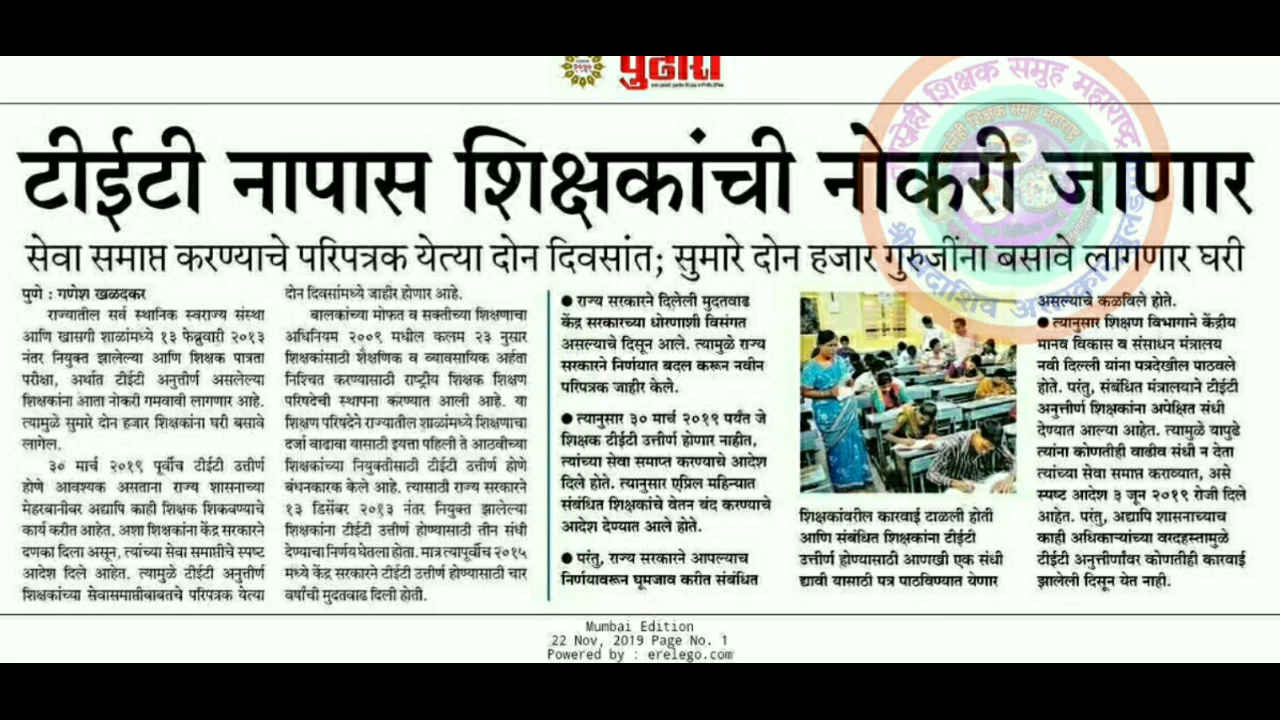 पुढारी
टीईटी नापास शिक्षकांची नोकरी जाणार
सेवा समाप्त करण्याचे परिपत्रक येत्या दोन दिवसांत; सुमारे दोन हजार गुरुजींना बसावे लागणार घरी
पुणे : गणेश खळदकर
राज्यातील सर्व स्थानिक स्वराज्य संस्था
आणि खासगी शाळांमध्ये १३ फेब्रुवारी २०१३
नंतर नियुक्त झालेल्या आणि शिक्षक पात्रता
परीक्षा, अर्थात टीईटी अनुत्तीर्ण असलेल्या
शिक्षकांना आता नोकरी गमवावी लागणार आहे.
त्यामुळे सुमारे दोन हजार शिक्षकांना घरी बसावे
लागेल.
३० मार्च २०१९ पूर्वीच टीईटी उत्तीर्ण
होणे आवश्यक असताना राज्य शासनाच्या
मेहरबानीवर अद्यापि काही शिक्षक शिकवण्याचे
कार्य करीत आहेत. अशा शिक्षकांना केंद्र सरकारने
दणका दिला असून, त्यांच्या सेवा समाप्तीचे स्पष्ट
आदेश दिले आहेत. त्यामुळे टीईटी अनुत्तीर्ण
शिक्षकांच्या सेवासमाप्तीबाबतचे परिपत्रक येत्या
दोन दिवसांमध्ये जाहीर होणार आहे.
बालकांच्या मोफत व सक्तीच्या शिक्षणाचा
अधिनियम २००९ मधील कलम २३ नुसार
शिक्षकांसाठी शैक्षणिक व व्यावसायिक अर्हता
निश्चित करण्यासाठी राष्ट्रीय शिक्षक शिक्षण
परिषदेची स्थापना करण्यात आली आहे. या
शिक्षण परिषदेने राज्यातील शाळांमध्ये शिक्षणाचा
दर्जा वाढावा यासाठी इयत्ता पहिली ते आठवीच्या
शिक्षकांच्या नियुक्तीसाठी टीईटी उत्तीर्ण होणे
बंधनकारक केले आहे. त्यासाठी राज्य सरकारने
१३ डिसेंबर २०१३ नंतर नियुक्त झालेल्या
शिक्षकांना टीईटी उत्तीर्ण होण्यासाठी तीन संधी
देण्याचा निर्णय घेतला होता. मात्र त्यापूर्वीच २०१५
मध्ये केंद्र सरकारने टीईटी उत्तीर्ण होण्यासाठी चार
वर्षांची मुदतवाढ दिली होती.
● राज्य सरकारने दिलेली मुदतवाढ
केंद्र सरकारच्या धोरणाशी विसंगत
असल्याचे दिसून आले. त्यामुळे राज्य
सरकारने निर्णयात बदल करून नवीन
परिपत्रक जाहीर केले.
● त्यानुसार ३० मार्च २०१९ पर्यंत जे
शिक्षक टीईटी उत्तीर्ण होणार नाहीत,
त्यांच्या सेवा समाप्त करण्याचे आदेश
दिले होते. त्यानुसार एप्रिल महिन्यात
संबंधित शिक्षकांचे वेतन बंद करण्याचे
आदेश देण्यात आले होते.
● परंतु, राज्य सरकारने आपल्याच
निर्णयावरून घूमजाव करीत संबंधित
शिक्षकांवरील कारवाई टाळली होती
आणि संबंधित शिक्षकांना टीईटी
उत्तीर्ण होण्यासाठी आणखी एक संधी
द्यावी यासाठी पत्र पाठविण्यात येणार
असल्याचे कळविले होते.
● त्यानुसार शिक्षण विभागाने केंद्रीय
मानव विकास व संसाधन मंत्रालय
नवी दिल्ली यांना पत्रदेखील पाठवले
होते. परंतु, संबंधित मंत्रालयाने टीईटी
अनुत्तीर्ण शिक्षकांना अपेक्षित संधी
देण्यात आल्या आहेत. त्यामुळे यापुढे
त्यांना कोणतीही वाढीव संधी न देता
त्यांच्या सेवा समाप्त कराव्यात, असे
स्पष्ट आदेश ३ जून २०१९ रोजी दिले
आहेत. परंतु, अद्यापि शासनाच्याच
काही अधिकाऱ्यांच्या वरदहस्तामुळे
टीईटी अनुत्तीर्णांवर कोणतीही कारवाई
झालेली दिसून येत नाही.
शिक्षक समुह महाराष्ट्र
Mumbai Edition
22 Nov, 2019 Page No. 1
Powered by : erelego.com